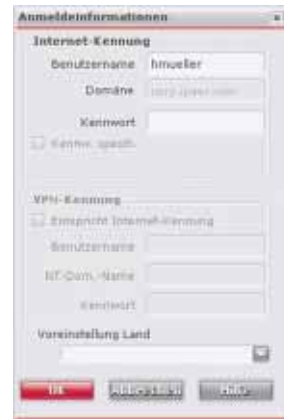 Anmeldeinformationen
Internet-Kennung
Benutzername hmueller
Domäne
Kennwort
Kennw. speich.
VPN-Kennung
Entspricht Internet-Kennung
Benutzername
NT-Dom.-Name
Kennwort
Voreinstellung Land
OK Abbrechen Hilfe